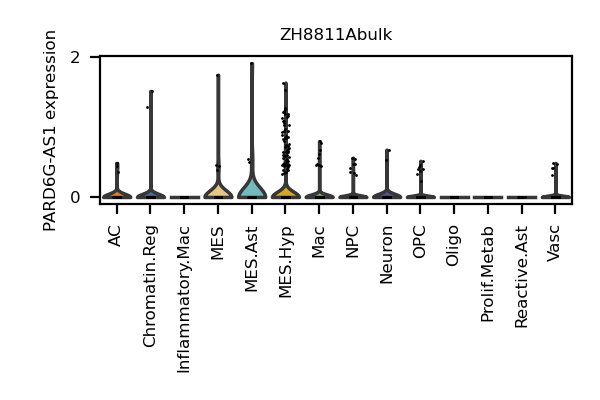 ZH8811Abulk
PARD6G-AS1 expression
2
0
AC
Chromatin.Reg
Inflammatory.Mac
MES
MES.Ast
MES.Hyp
Mac
NPC
Neuron
OPC
Oligo
Prolif.Metab
Reactive.Ast
Vasc